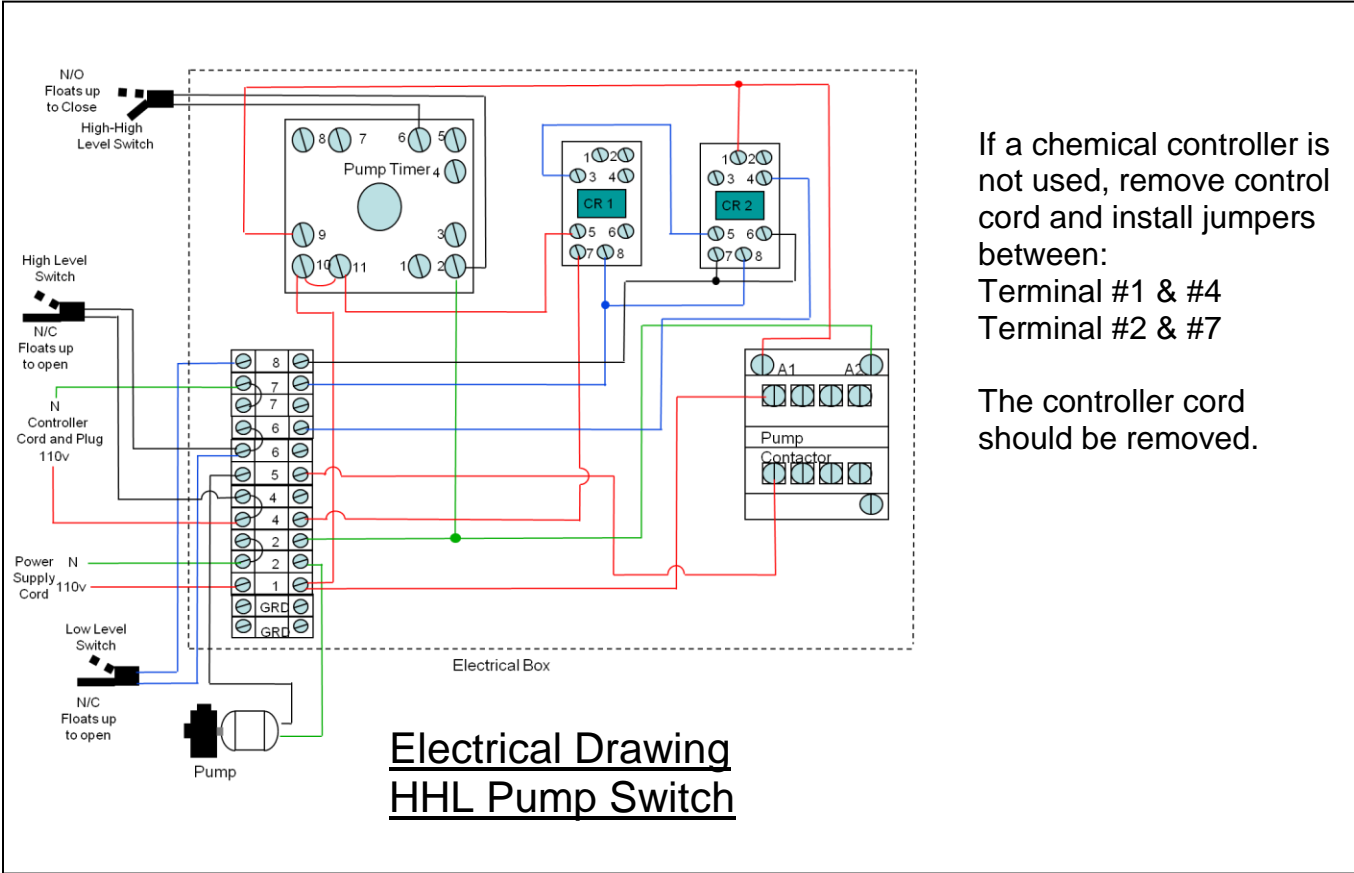 N/O
Floats up
to Close
High-High
Level Switch
8 7 6 5
Pump Timer 4
9 3
10 11 1 2
1 2
3 4
CR 1
5 6
7 8
1 2
3 4
CR 2
5 6
7 8
High Level
Switch
N/C
Floats up
to open
N
Controller
Cord and Plug
110v
Power N
Supply
Cord 110v
Low Level
Switch
N/C
Floats up
to open
8
7
7
6
6
5
4
4
2
2
1
GRD
GRD
A1 A2
Pump
Contactor
Electrical Box
Pump
Electrical Drawing
HHL Pump Switch
If a chemical controller is
not used, remove control
cord and install jumpers
between:
Terminal #1 & #4
Terminal #2 & #7
The controller cord
should be removed.